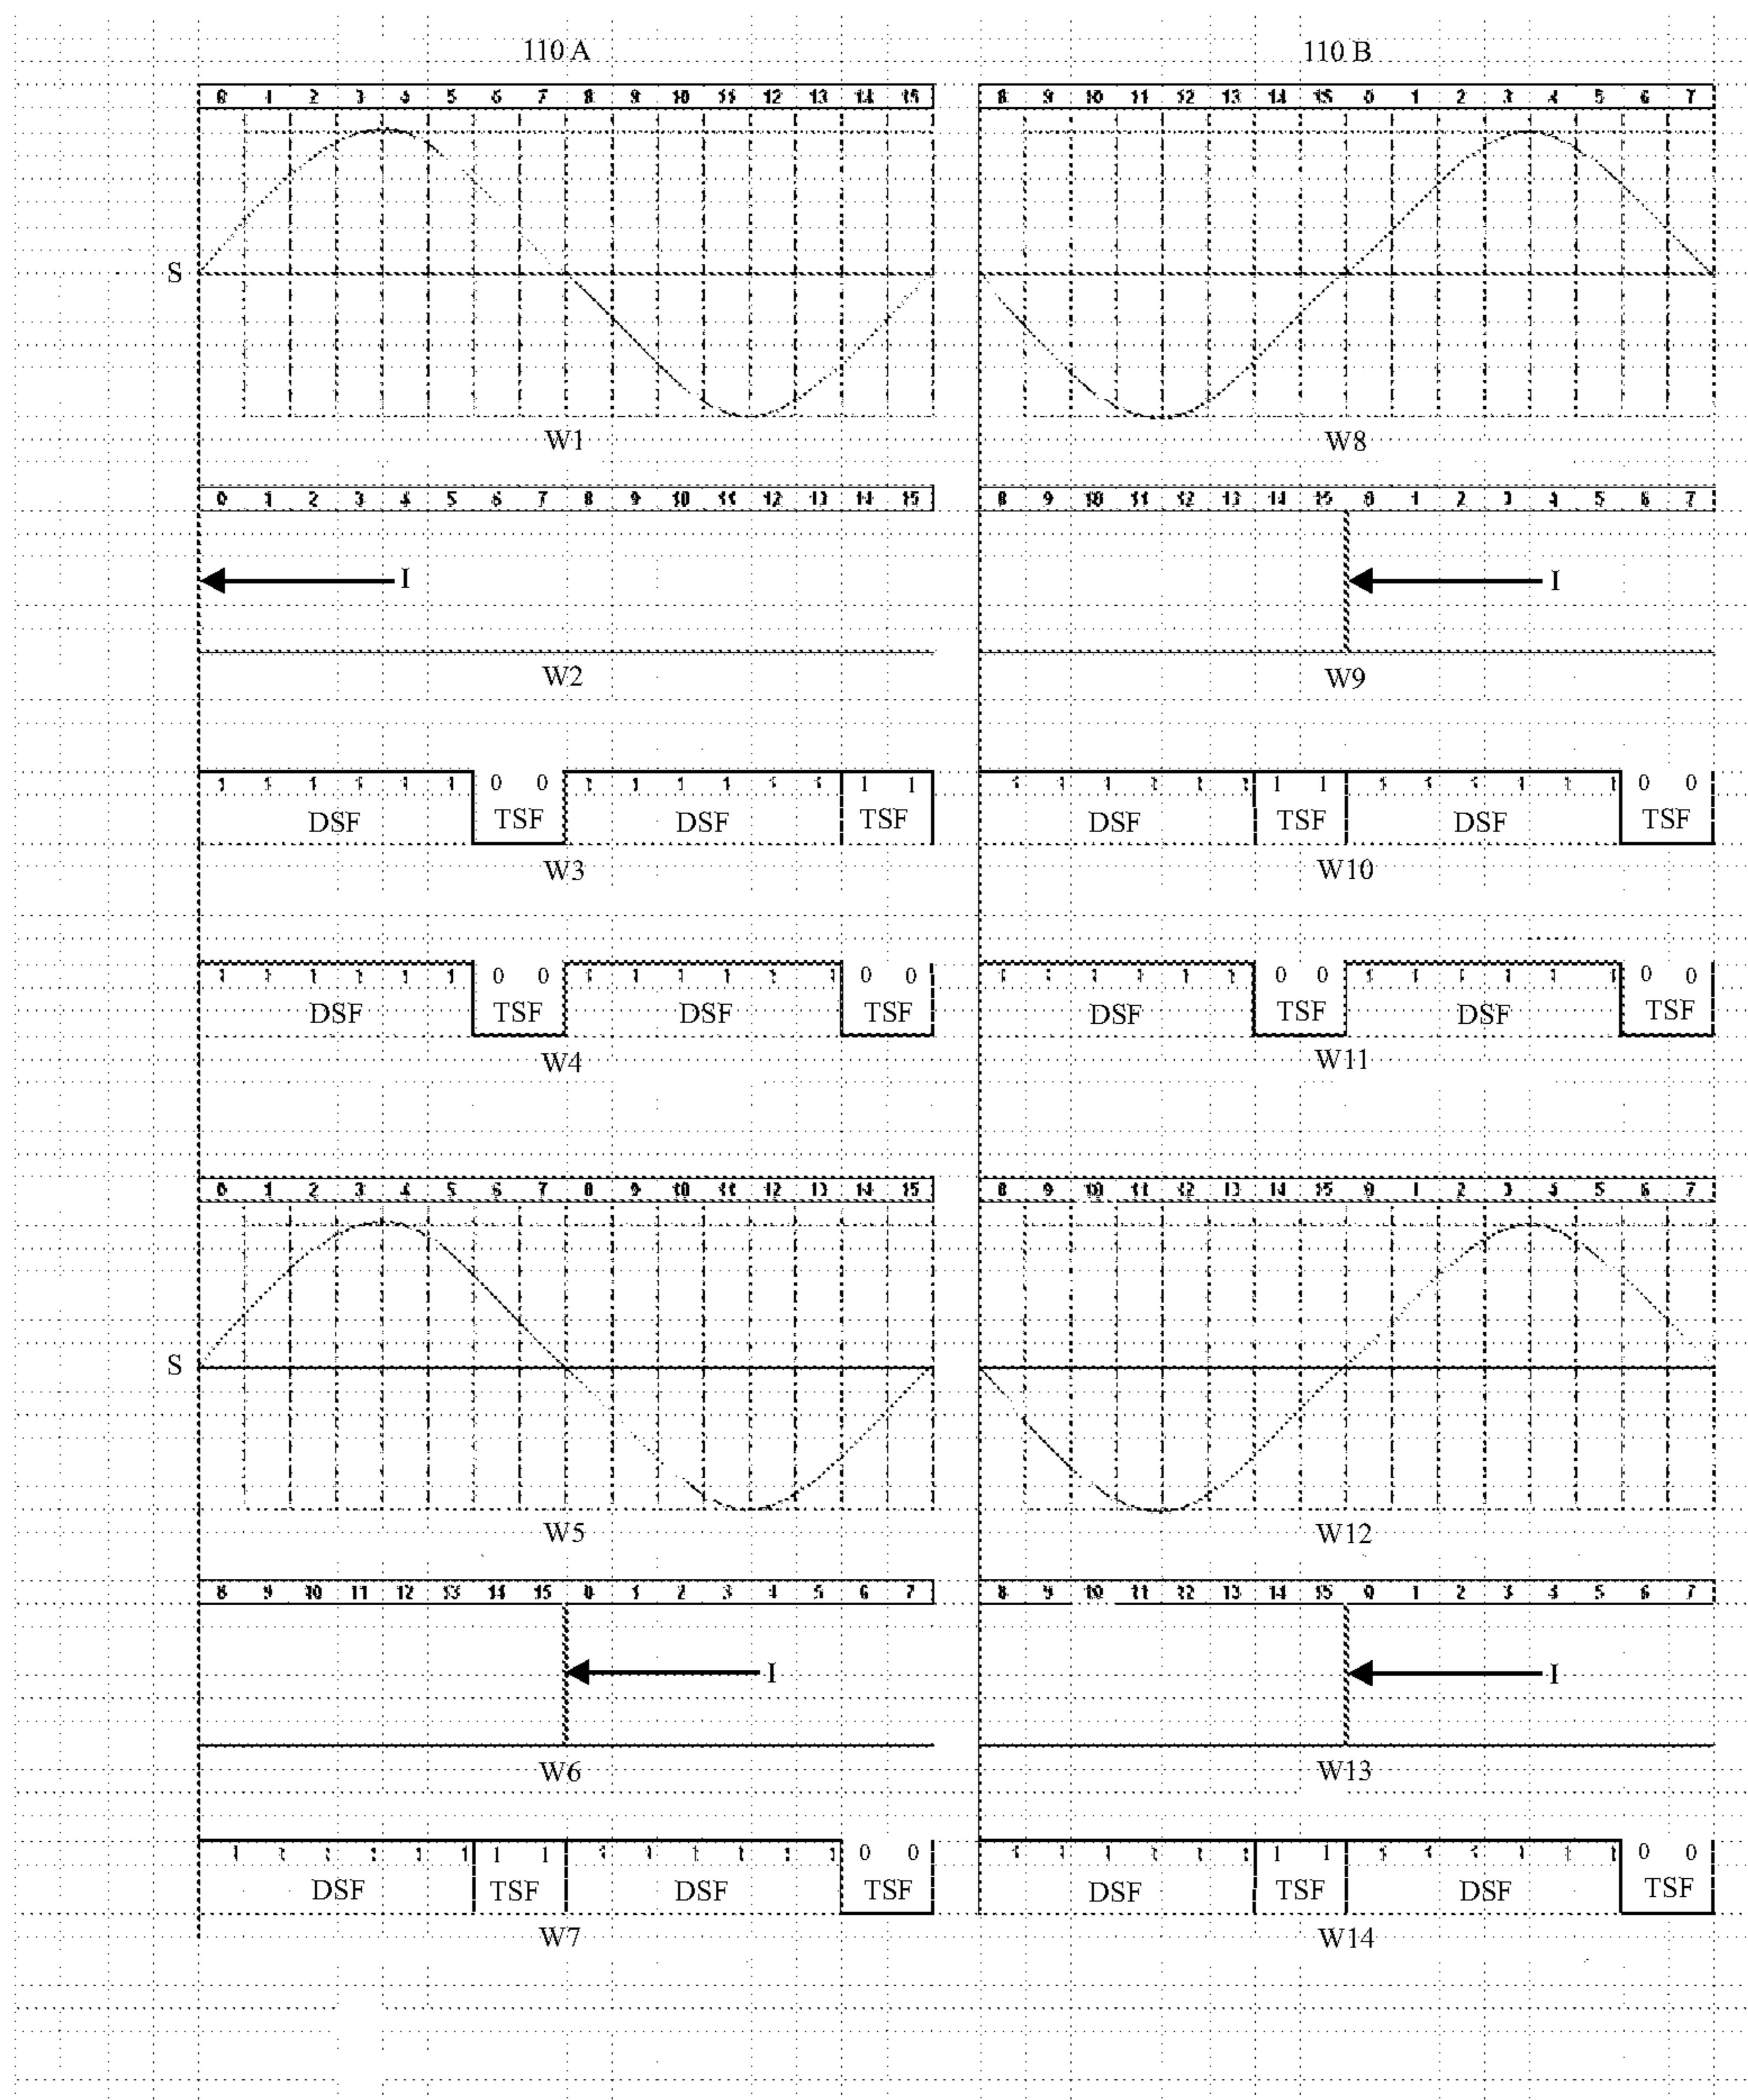 110 A 110 B
0 1 2 3 4 5 6 7 8 9 10 11 12 13 14 15 8 9 10 11 12 13 14 15 0 1 2 3 4 5 6 7
S
W1 W8
0 1 2 3 4 5 6 7 8 9 10 11 12 13 14 15 8 9 10 11 12 13 14 15 0 1 2 3 4 5 6 7
I I
W2 W9
1 1 1 1 1 1 0 0 1 1 1 1 1 1 1 1 1 1 1 1 1 1 1 1 1 1 1 1 1 1 0 0
DSF TSF DSF TSF DSF TSF DSF TSF
W3 W10
1 1 1 1 1 1 0 0 1 1 1 1 1 1 0 0 1 1 1 1 1 1 0 0 1 1 1 1 1 1 0 0
DSF TSF DSF TSF DSF TSF DSF TSF
W4 W11
0 1 2 3 4 5 6 7 8 9 10 11 12 13 14 15 8 9 10 11 12 13 14 15 0 1 2 3 4 5 6 7
S
W5 W12
8 9 10 11 12 13 14 15 0 1 2 3 4 5 6 7 8 9 10 11 12 13 14 15 0 1 2 3 4 5 6 7
I I
W6 W13
1 1 1 1 1 1 1 1 1 1 1 1 1 1 0 0 1 1 1 1 1 1 1 1 1 1 1 1 1 1 0 0
DSF TSF DSF TSF DSF TSF DSF TSF
W7 W14